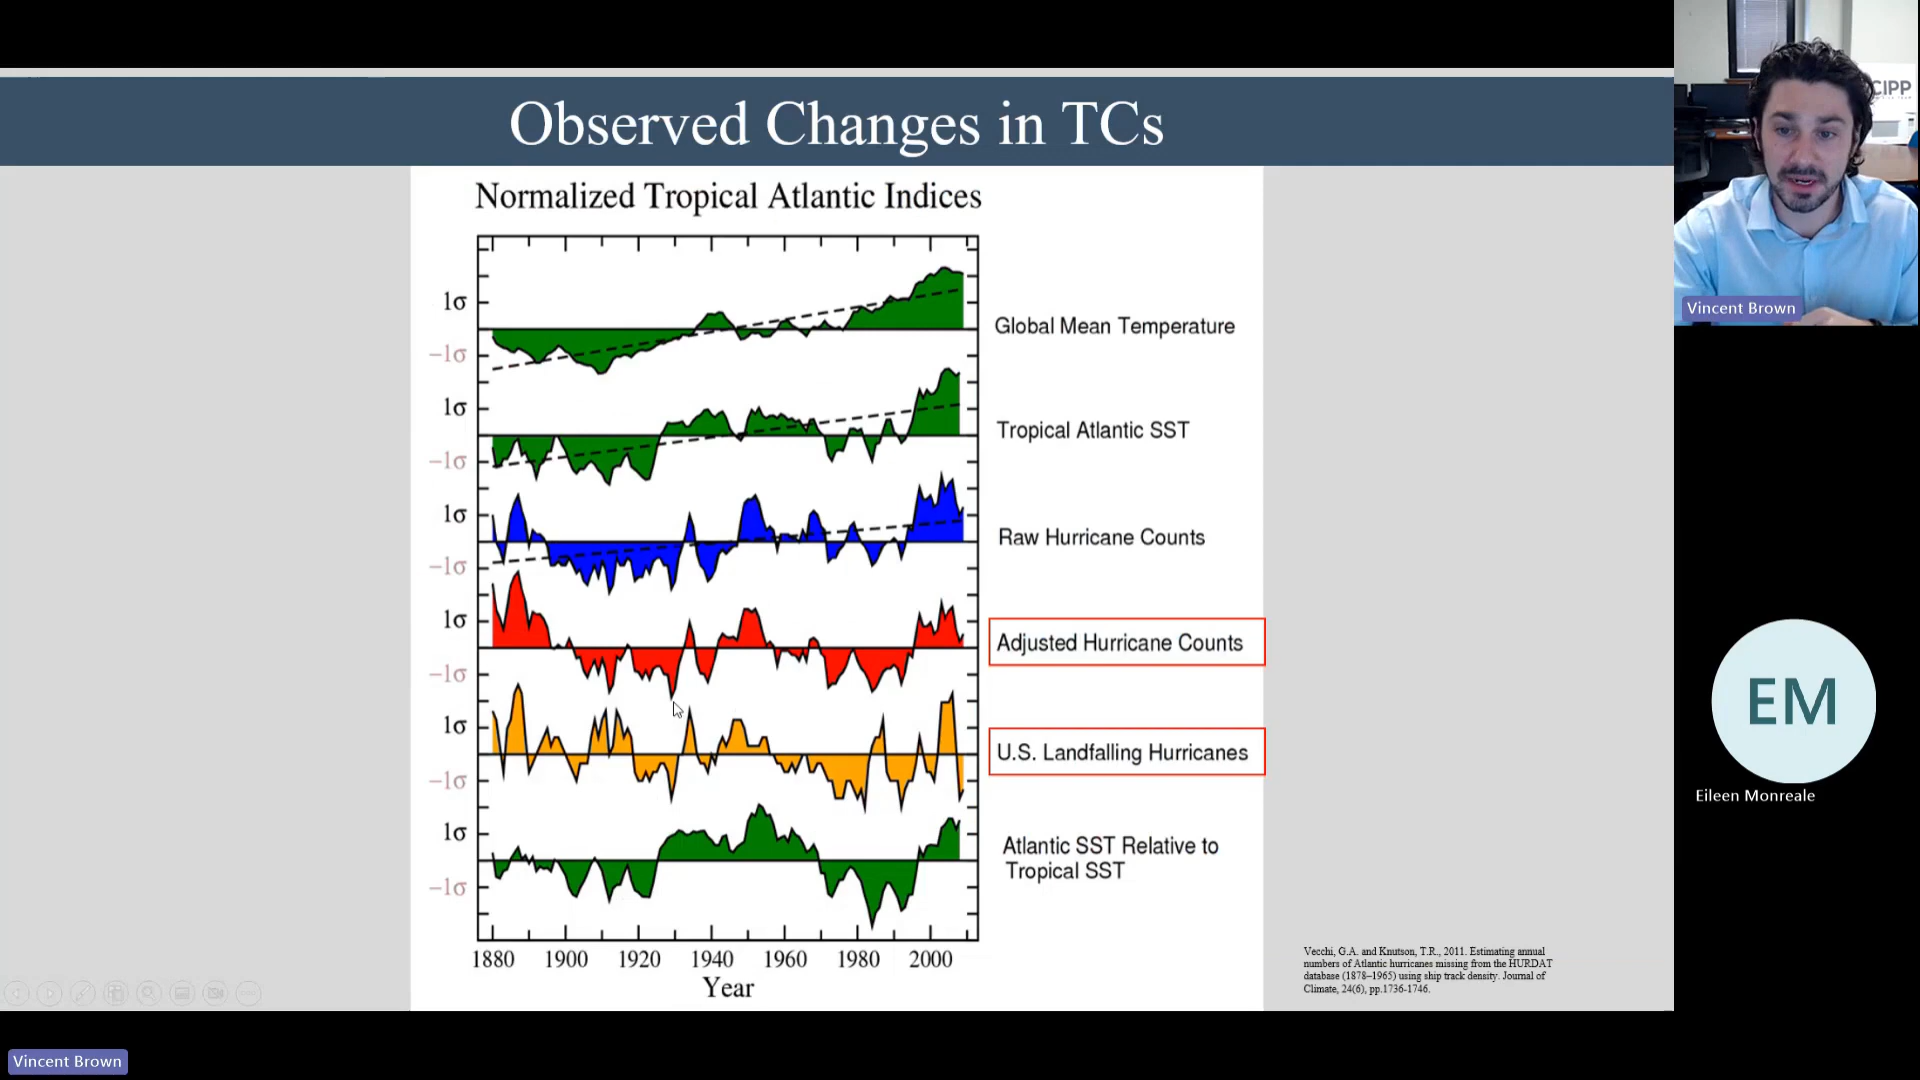 Observed Changes in TCs
Normalized Tropical Atlantic Indices
1σ
−1σ
Global Mean Temperature
1σ
−1σ
Tropical Atlantic SST
1σ
−1σ
Raw Hurricane Counts
1σ
−1σ
Adjusted Hurricane Counts
1σ
−1σ
U.S. Landfalling Hurricanes
1σ
−1σ
Atlantic SST Relative to
Tropical SST
1880 1900 1920 1940 1960 1980 2000
Year
Vecchi, G.A. and Knutson, T.R., 2011. Estimating annual
numbers of Atlantic hurricanes missing from the HURDAT
database (1878–1965) using ship track density. Journal of
Climate, 24(6), pp.1736-1746.
CIPP
Vincent Brown
EM
Eileen Monreale
Vincent Brown